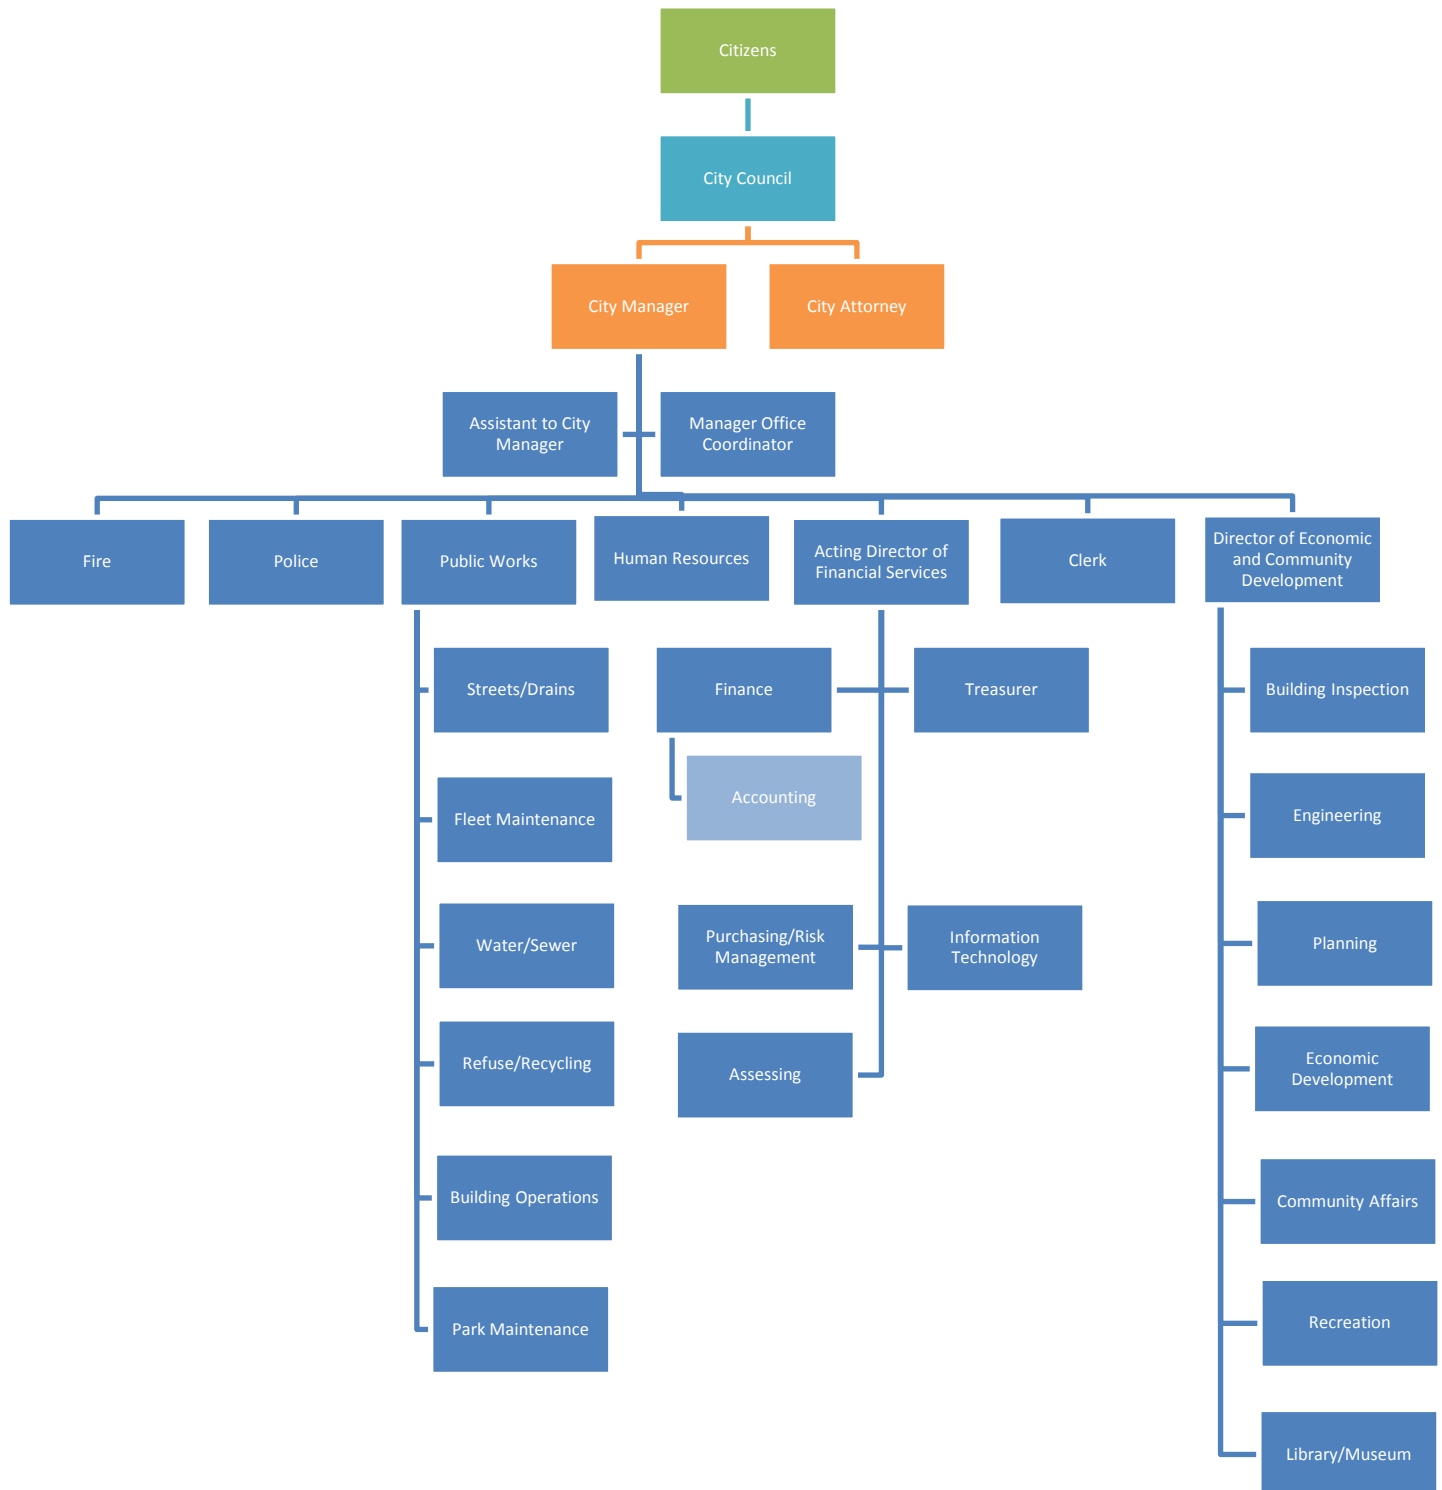 Citizens
City Council
City Manager
City Attorney
Assistant to City
Manager
Manager Office
Coordinator
Fire
Police
Public Works
Human Resources
Acting Director of
Financial Services
Clerk
Director of Economic
and Community
Development
Streets/Drains
Fleet Maintenance
Water/Sewer
Refuse/Recycling
Building Operations
Park Maintenance
Finance
Treasurer
Accounting
Purchasing/Risk
Management
Information
Technology
Assessing
Building Inspection
Engineering
Planning
Economic
Development
Community Affairs
Recreation
Library/Museum